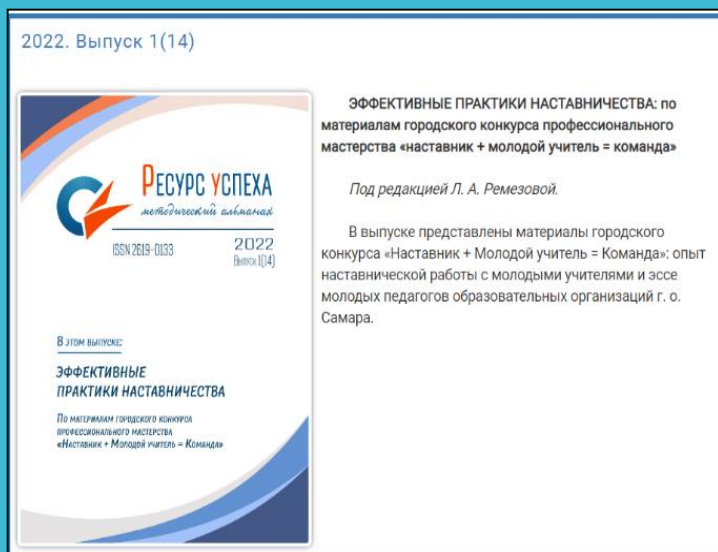 2022. Выпуск 1(14)
РЕСУРС УСПЕХА
методический альманах
ISSN 2619-0133
2022
Выпуск 1(14)
В этом выпуске:
ЭФФЕКТИВНЫЕ
ПРАКТИКИ НАСТАВНИЧЕСТВА
По материалам городского конкурса
профессионального мастерства
«Наставник + Молодой учитель = Команда»
ЭФФЕКТИВНЫЕ ПРАКТИКИ НАСТАВНИЧЕСТВА: по
материалам городского конкурса профессионального
мастерства «наставник + молодой учитель = команда»
Под редакцией Л. А. Ремезовой.
В выпуске представлены материалы городского
конкурса «Наставник + Молодой учитель = Команда»: опыт
наставнической работы с молодыми учителями и эссе
молодых педагогов образовательных организаций г. о.
Самара.